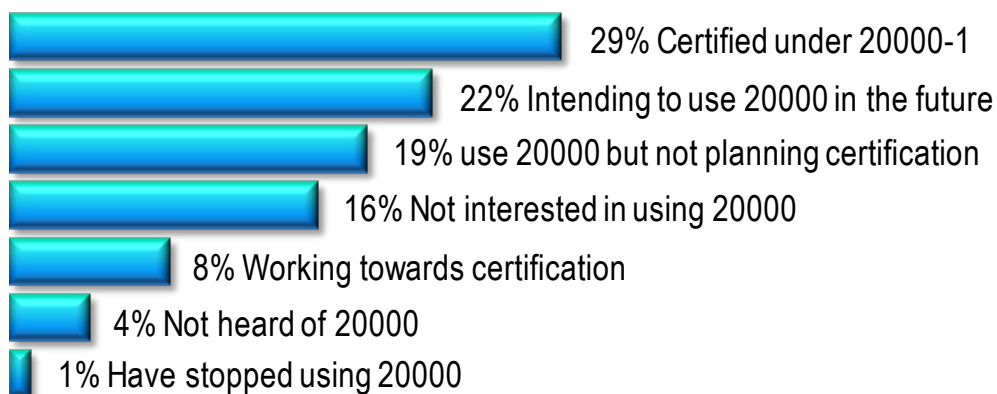 29% Certified under 20000-1
22% Intending to use 20000 in the future
19% use 20000 but not planning certification
16% Not interested in using 20000
8% Working towards certification
4% Not heard of 20000
1% Have stopped using 20000